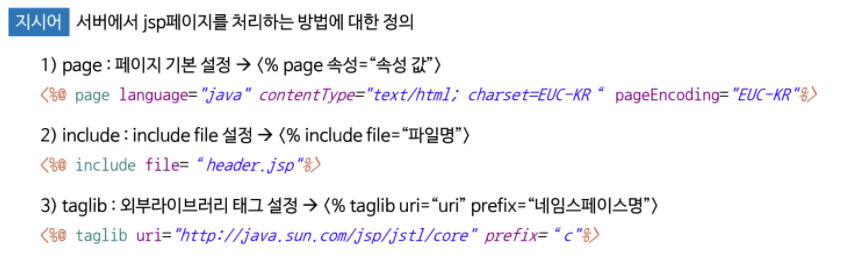 지시어 서버에서 jsp페이지를 처리하는 방법에 대한 정의
1) page : 페이지 기본 설정 → <% page 속성=“속성 값”>
<%@ page language="java" contentType="text/html; charset=EUC-KR “ pageEncoding="EUC-KR"%>
2) include : include file 설정 → <% include file=“파일명”>
<%@ include file= “header.jsp"%>
3) taglib : 외부라이브러리 태그 설정 → <% taglib uri=“uri” prefix=“네임스페이스명”>
<%@ taglib uri="http://java.sun.com/jsp/jstl/core" prefix= “c"%>